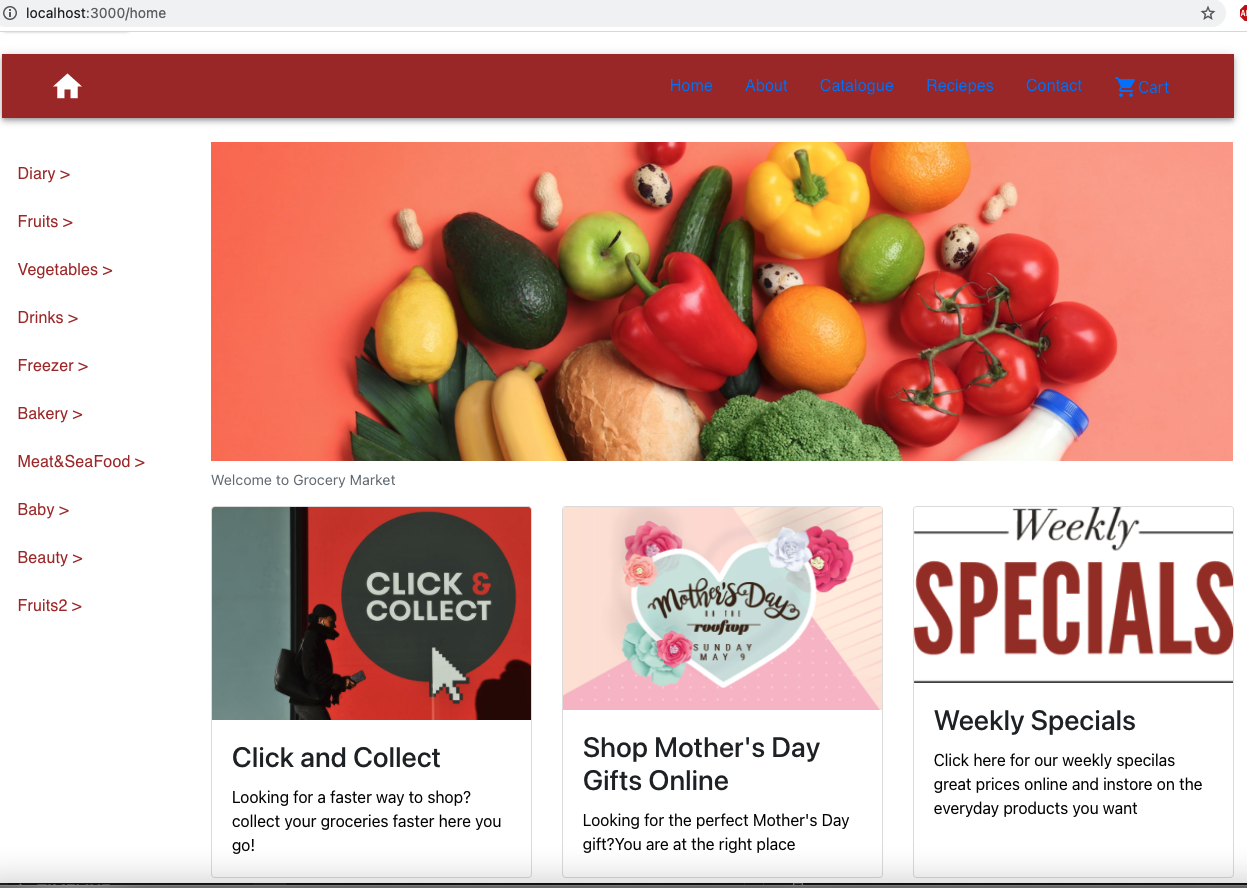 localhost:3000/home
Home About Catalogue Reciepes Contact Cart
Diary >
Fruits >
Vegetables >
Drinks >
Freezer >
Bakery >
Meat&SeaFood >
Baby >
Beauty >
Fruits2 >
Welcome to Grocery Market
CLICK &
COLLECT
Click and Collect
Looking for a faster way to shop?
collect your groceries faster here you
go!
Mother's Day
ON THE
rooftop
SUNDAY
MAY 9
Shop Mother's Day
Gifts Online
Looking for the perfect Mother's Day
gift?You are at the right place
Weekly
SPECIALS
Weekly Specials
Click here for our weekly specilas
great prices online and instore on the
everyday products you want